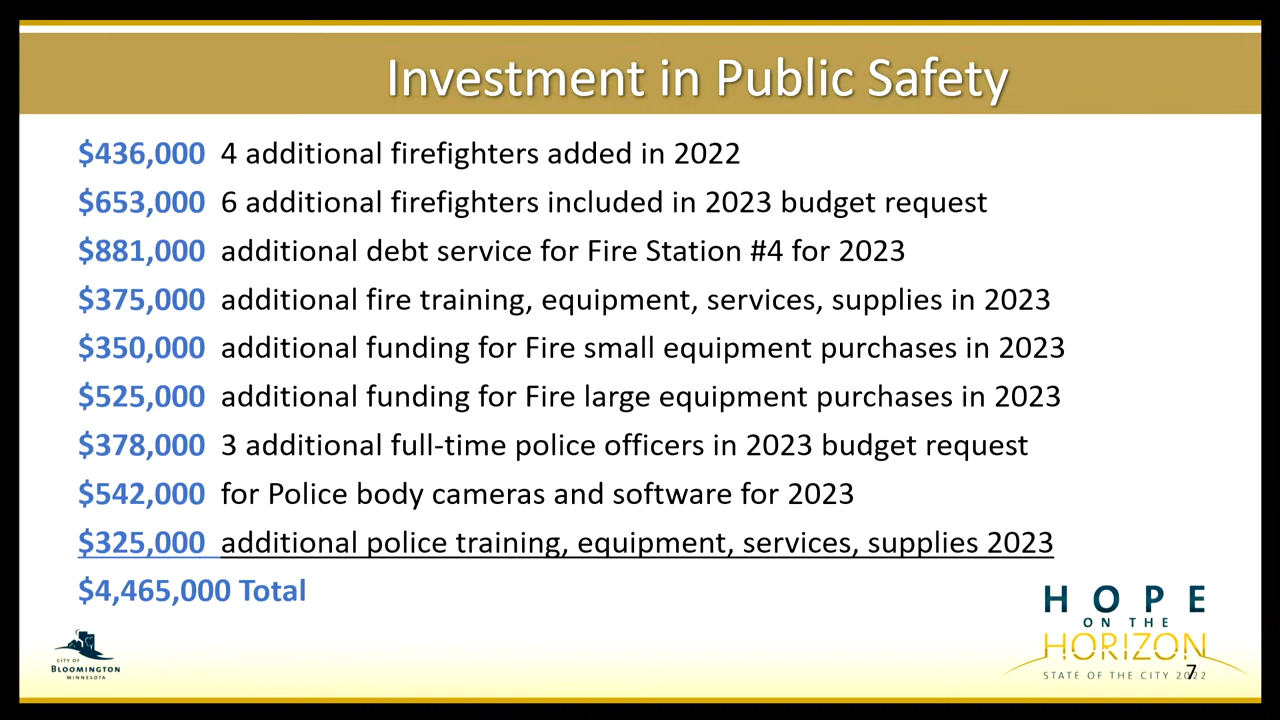 Investment in Public Safety
$436,000 4 additional firefighters added in 2022
$653,000 6 additional firefighters included in 2023 budget request
$881,000 additional debt service for Fire Station #4 for 2023
$375,000 additional fire training, equipment, services, supplies in 2023
$350,000 additional funding for Fire small equipment purchases in 2023
$525,000 additional funding for Fire large equipment purchases in 2023
$378,000 3 additional full-time police officers in 2023 budget request
$542,000 for Police body cameras and software for 2023
$325,000 additional police training, equipment, services, supplies 2023
$4,465,000 Total
CITY OF
BLOOMINGTON
MINNESOTA
HOPE
ON THE
HORIZON
STATE OF THE CITY 2022
7